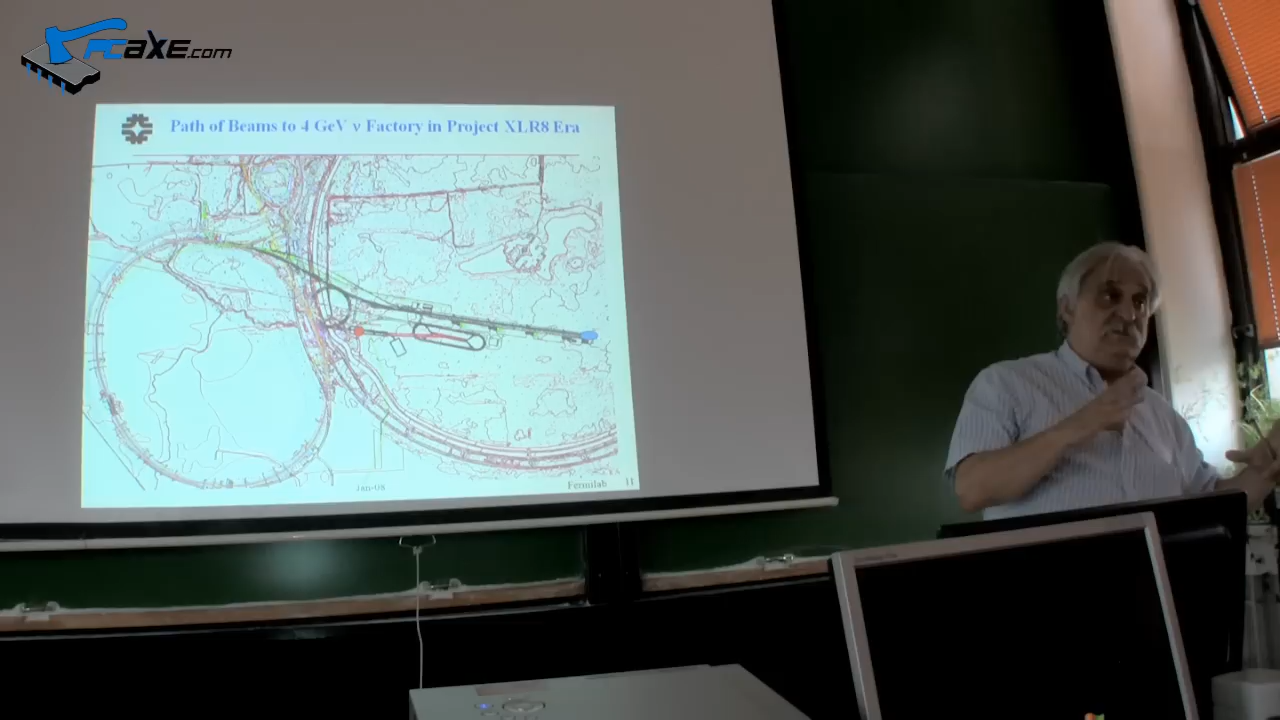 PCAXE.com
Path of Beams to 4 GeV ν Factory in Project XLR8 Era
Jan-08
Fermilab 11